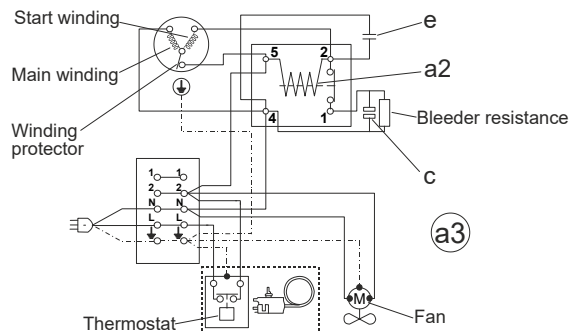 Start winding
Main winding
Winding
protector
e
5 2
a2
4 1
Bleeder resistance
c
1 1
2 2
N N
L L
a3
M
Fan
Thermostat